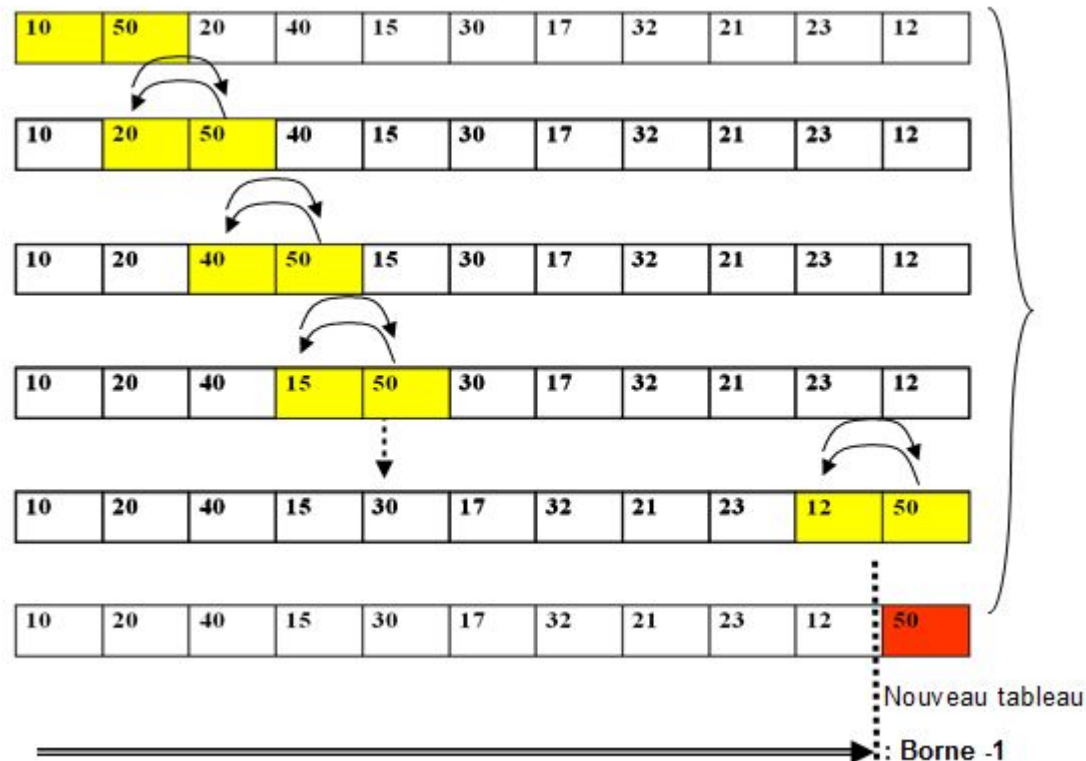 10 50 20 40 15 30 17 32 21 23 12
10 20 50 40 15 30 17 32 21 23 12
10 20 40 50 15 30 17 32 21 23 12
10 20 40 15 50 30 17 32 21 23 12
10 20 40 15 30 17 32 21 23 12 50
10 20 40 15 30 17 32 21 23 12 50
Nouveau tableau
: Borne -1